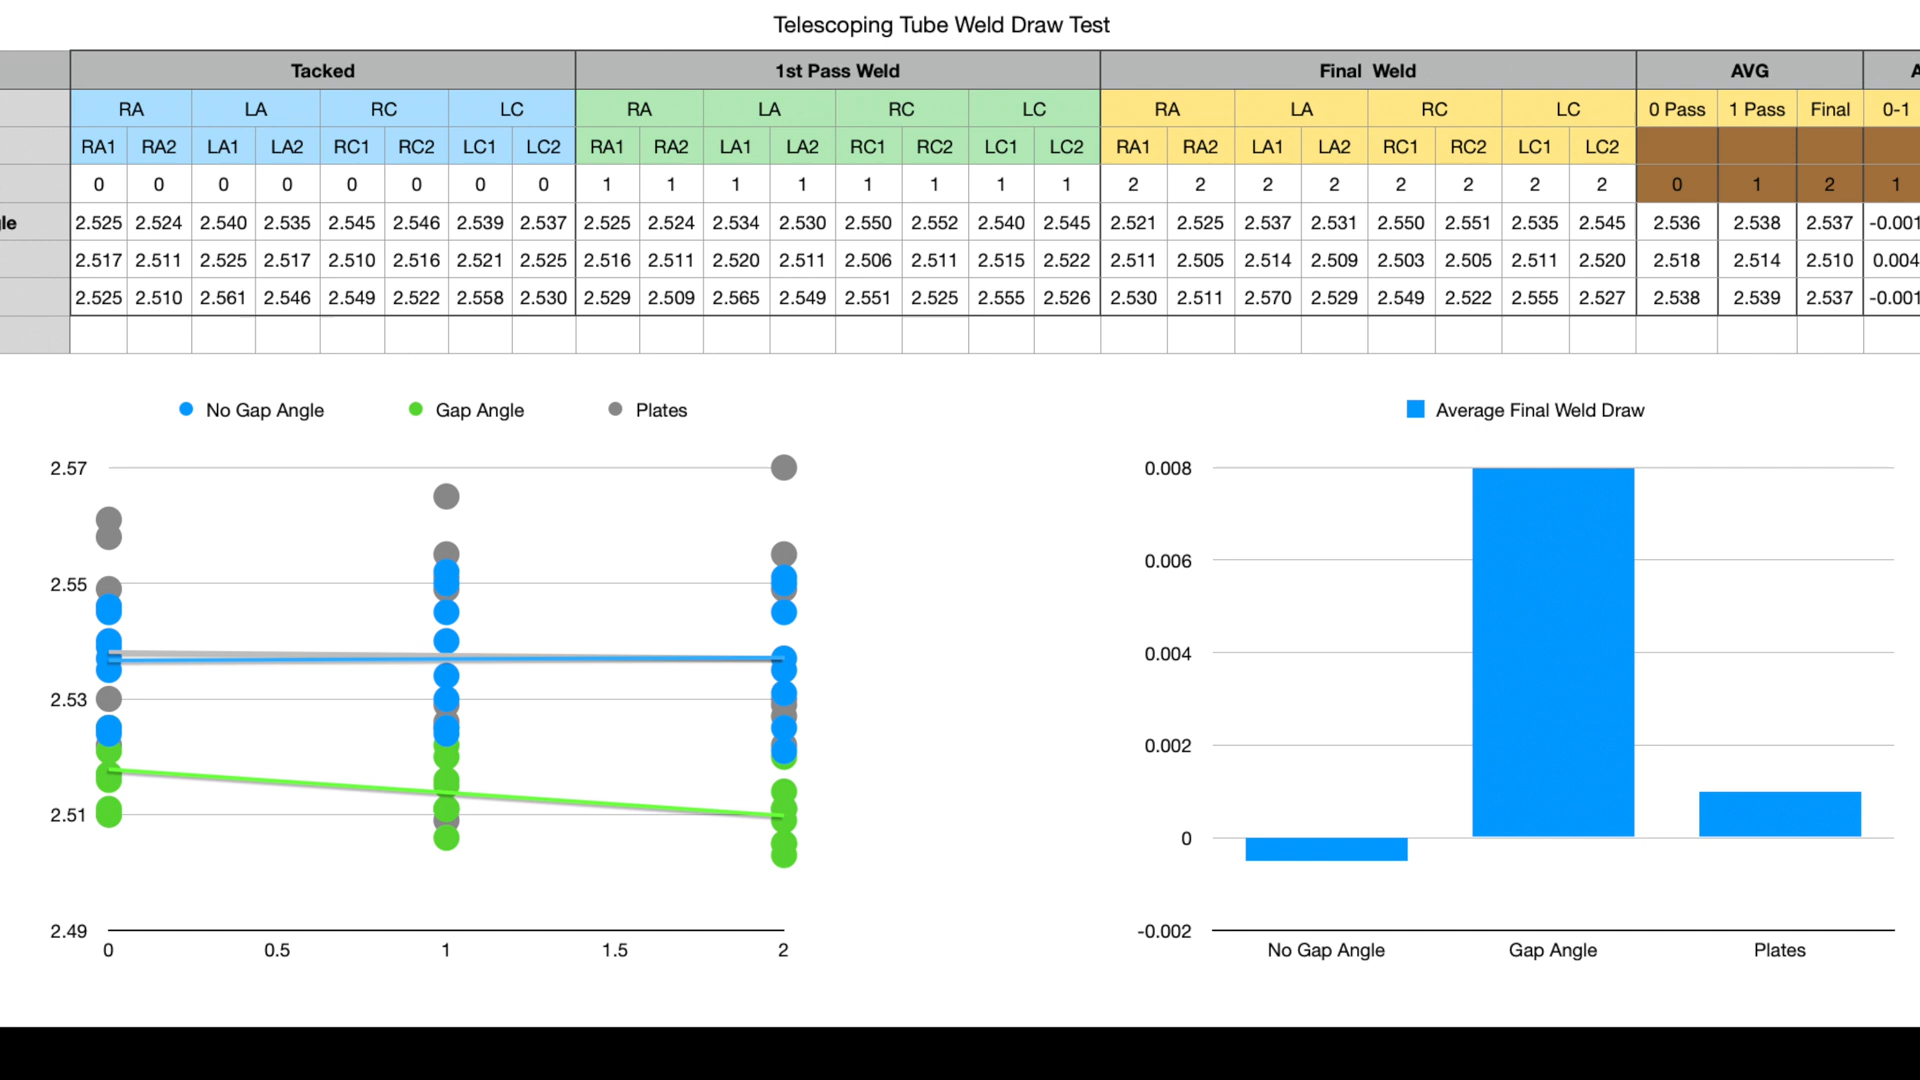 Telescoping Tube Weld Draw Test
Tacked 1st Pass Weld Final Weld AVG A
RA LA RC LC RA LA RC LC RA LA RC LC 0 Pass 1 Pass Final 0-1
RA1 RA2 LA1 LA2 RC1 RC2 LC1 LC2 RA1 RA2 LA1 LA2 RC1 RC2 LC1 LC2 RA1 RA2 LA1 LA2 RC1 RC2 LC1 LC2
0 0 0 0 0 0 0 0 1 1 1 1 1 1 1 1 2 2 2 2 2 2 2 2 0 1 2 1
le 2.525 2.524 2.540 2.535 2.545 2.546 2.539 2.537 2.525 2.524 2.534 2.530 2.550 2.552 2.540 2.545 2.521 2.525 2.537 2.531 2.550 2.551 2.535 2.545 2.536 2.538 2.537 -0.001
2.517 2.511 2.525 2.517 2.510 2.516 2.521 2.525 2.516 2.511 2.520 2.511 2.506 2.511 2.515 2.522 2.511 2.505 2.514 2.509 2.503 2.505 2.511 2.520 2.518 2.514 2.510 0.004
2.525 2.510 2.561 2.546 2.549 2.522 2.558 2.530 2.529 2.509 2.565 2.549 2.551 2.525 2.555 2.526 2.530 2.511 2.570 2.529 2.549 2.522 2.555 2.527 2.538 2.539 2.537 -0.001
No Gap Angle Gap Angle Plates
2.57
2.55
2.53
2.51
2.49
0 0.5 1 1.5 2
Average Final Weld Draw
0.008
0.006
0.004
0.002
0
-0.002
No Gap Angle Gap Angle Plates